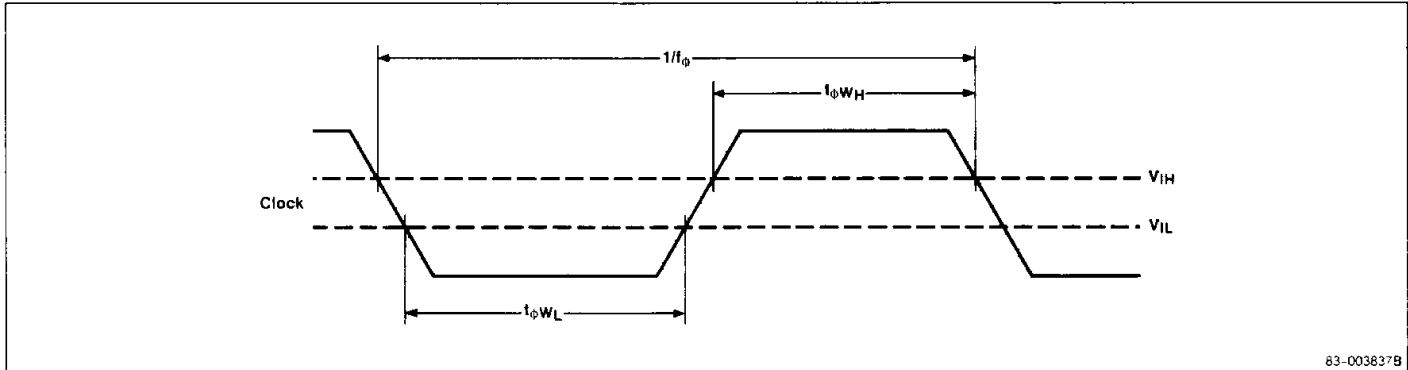 1/fφ
tφWH
VIH
Clock
VIL
tφWL
83-003837B